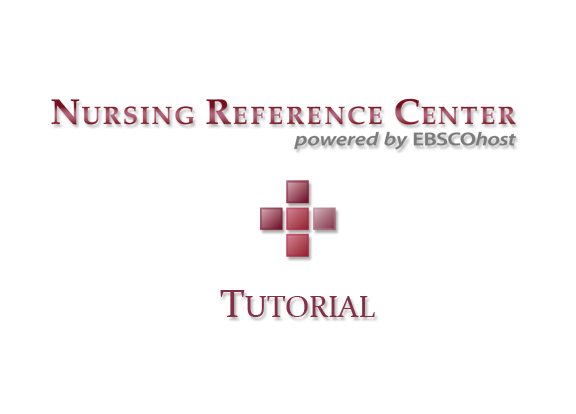 NURSING REFERENCE CENTER
powered by EBSCOhost
TUTORIAL